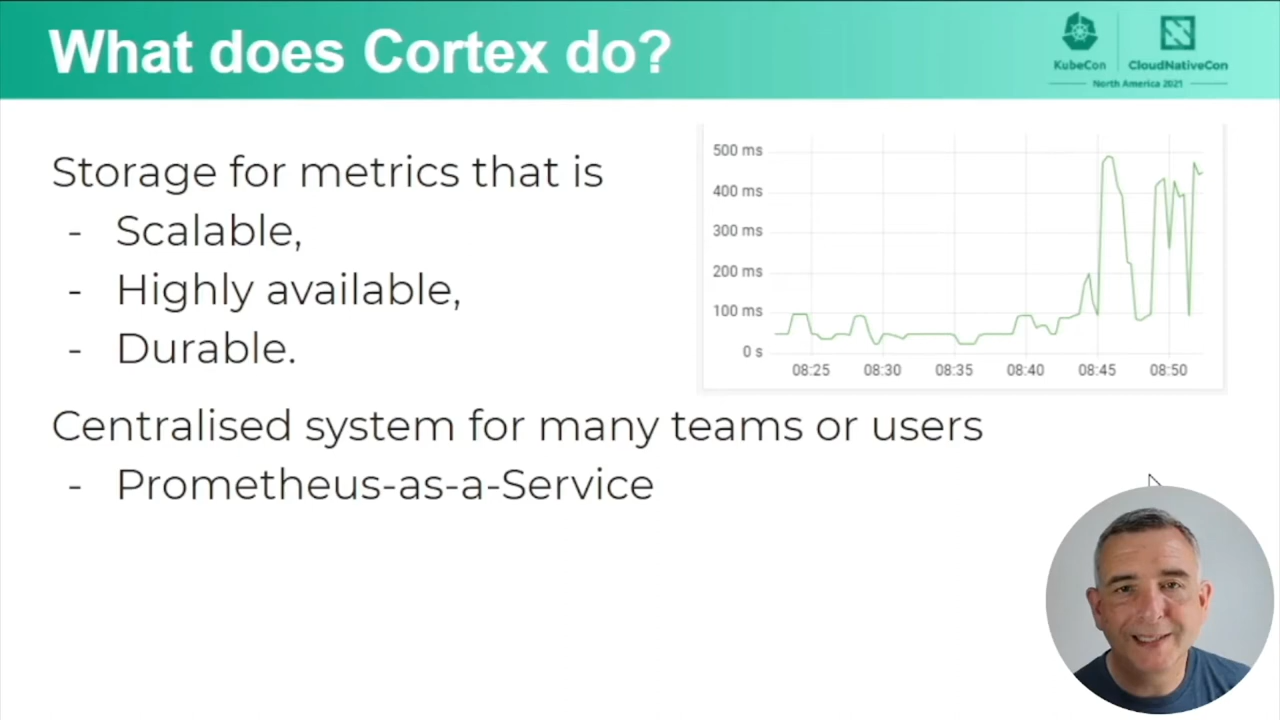 What does Cortex do?
KubeCon
CloudNativeCon
North America 2021
Storage for metrics that is
- Scalable,
- Highly available,
- Durable.
500 ms
400 ms
300 ms
200 ms
100 ms
0 s
08:25 08:30 08:35 08:40 08:45 08:50
Centralised system for many teams or users
- Prometheus-as-a-Service